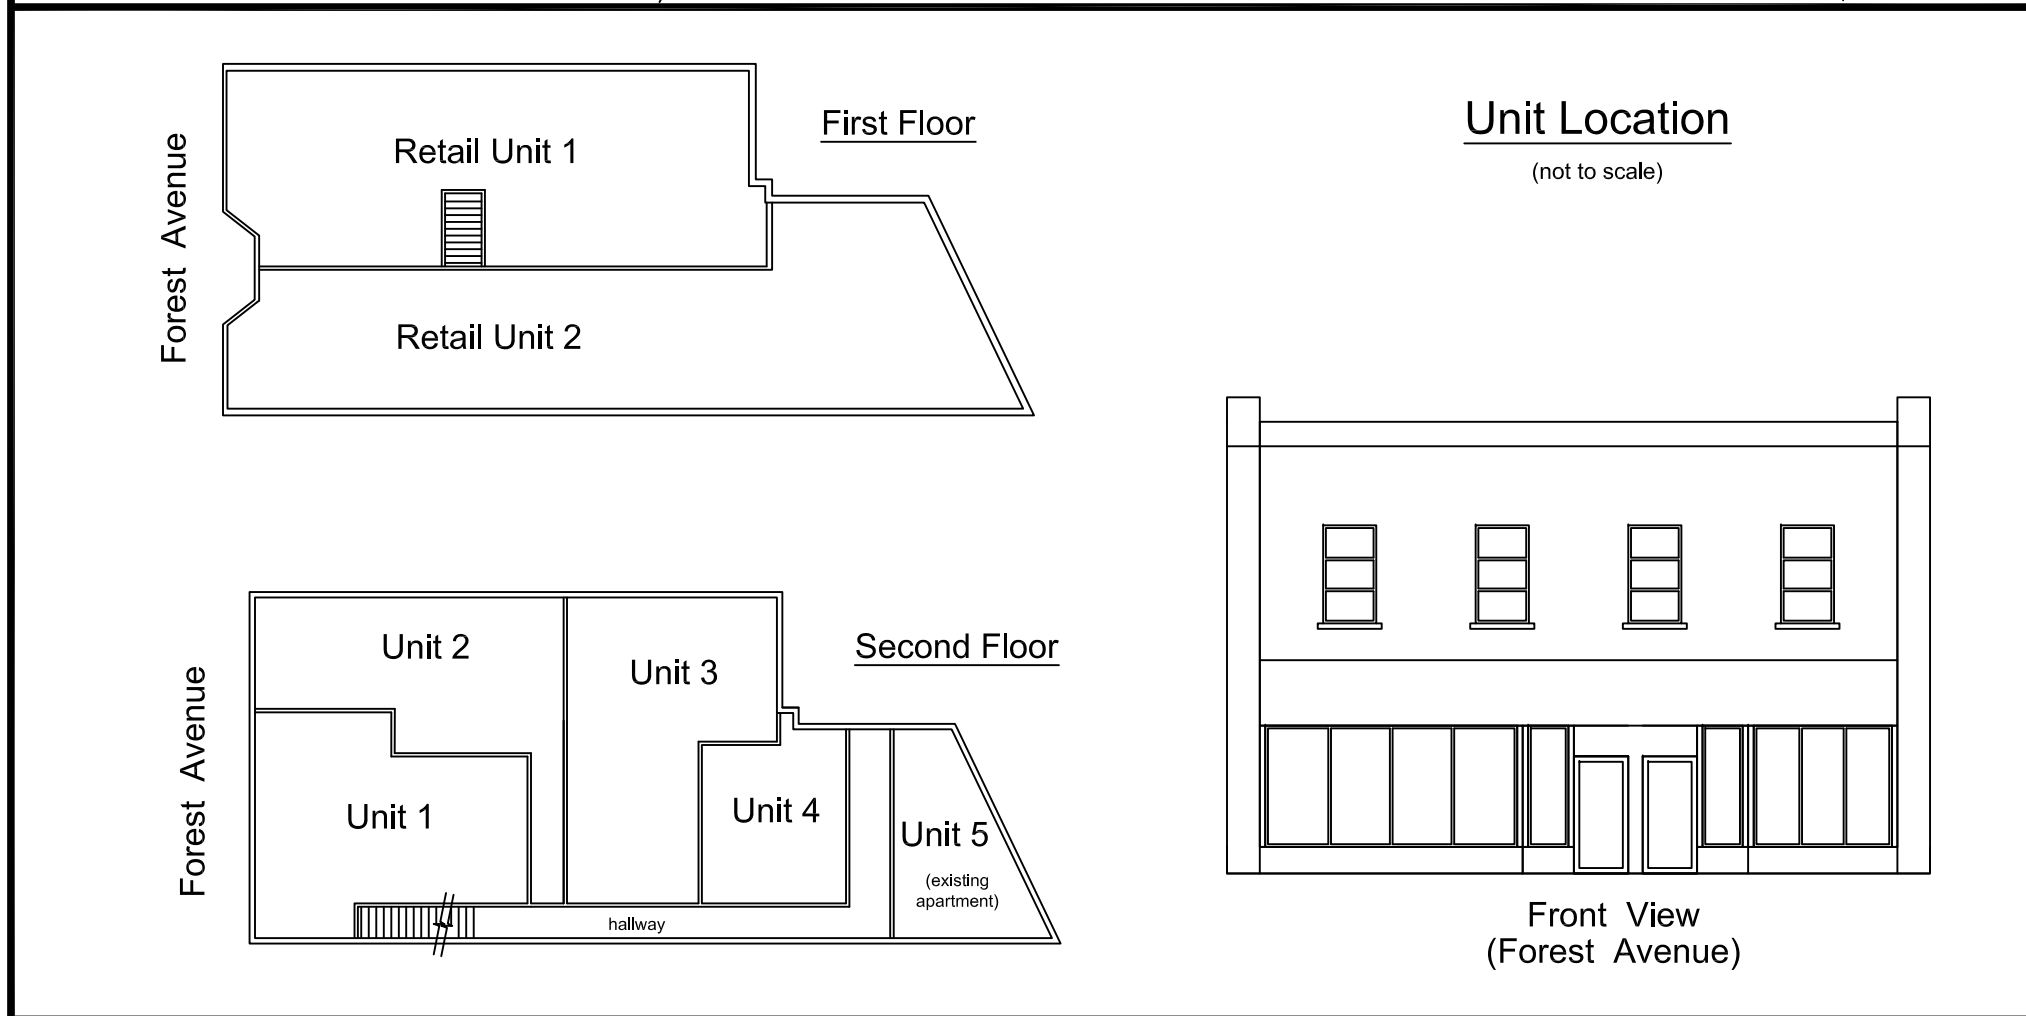 First Floor
Retail Unit 1
Forest Avenue
Retail Unit 2
Unit Location
(not to scale)
Second Floor
Unit 2
Unit 3
Forest Avenue
Unit 1
Unit 4
Unit 5
(existing
apartment)
hallway
Front View
(Forest Avenue)